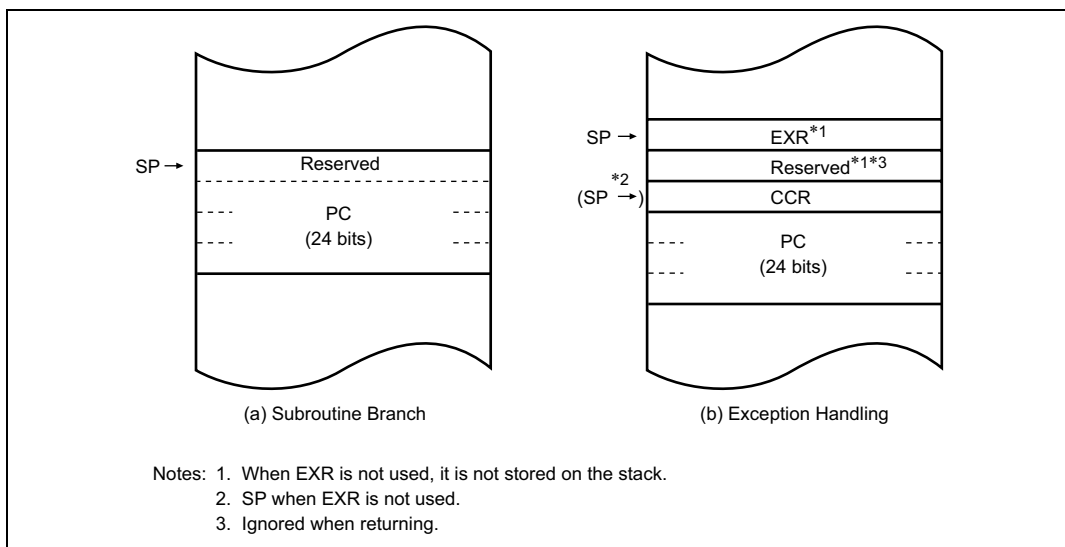 SP →
Reserved
PC
(24 bits)
(a) Subroutine Branch
SP →
EXR*1
Reserved*1*3
*2
(SP →)
CCR
PC
(24 bits)
(b) Exception Handling
Notes: 1. When EXR is not used, it is not stored on the stack.
2. SP when EXR is not used.
3. Ignored when returning.